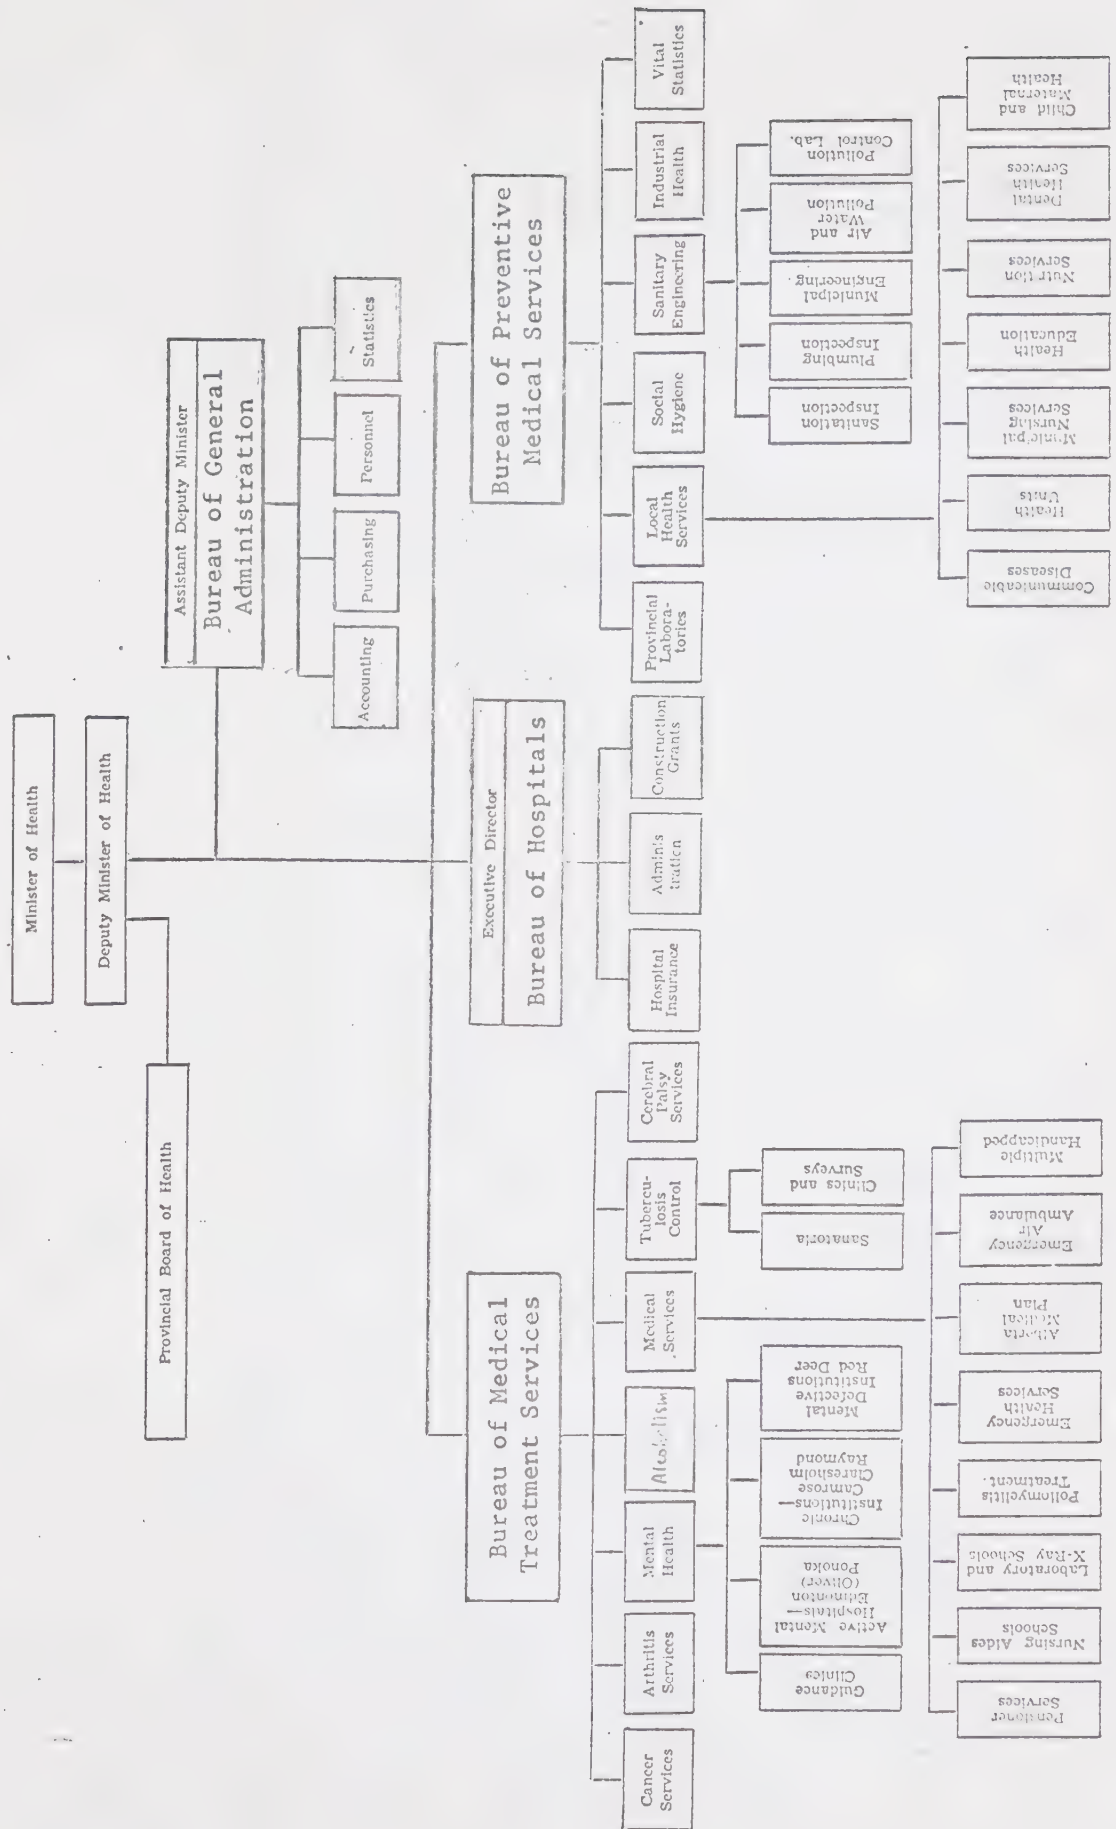 Minister of Health
Deputy Minister of Health
Provincial Board of Health
Assistant Deputy Minister
Bureau of General
Administration
Accounting
Purchasing
Personnel
Statistics
Bureau of Medical
Treatment Services
Executive Director
Bureau of Hospitals
Bureau of Preventive
Medical Services
Cancer
Services
Arthritis
Services
Mental
Health
Alcoholism
Medical
Services
Tubercu-
losis
Control
Cerebral
Palsy
Services
Hospital
Insurance
Adminis
tration
Construction
Grants
Provincial
Labora-
tories
Local
Health
Services
Social
Hygiene
Sanitary
Engineering
Industrial
Health
Vital
Statistics
Guidance
Clinics
Active Mental
Hospitals—
Edmonton
(Oliver)
Ponoka
Chronic
Institutions—
Camrose
Claresholm
Raymond
Mental
Defective
Institutions
Red Deer
Sanatoria
Clinics and
Surveys
Sanitation
Inspection
Plumbing
Inspection
Municipal
Engineering
Air and
Water
Pollution
Pollution
Control Lab.
Pensioner
Services
Nursing Aides
Schools
Laboratory and
X-Ray Schools
Poliomyelitis
Treatment
Emergency
Health
Services
Alberta
Medical
Plan
Emergency
Air
Ambulance
Multiple
Handicapped
Communicable
Diseases
Health
Units
Municipal
Nursing
Services
Health
Education
Nutrition
Services
Dental
Health
Services
Child and
Maternal
Health